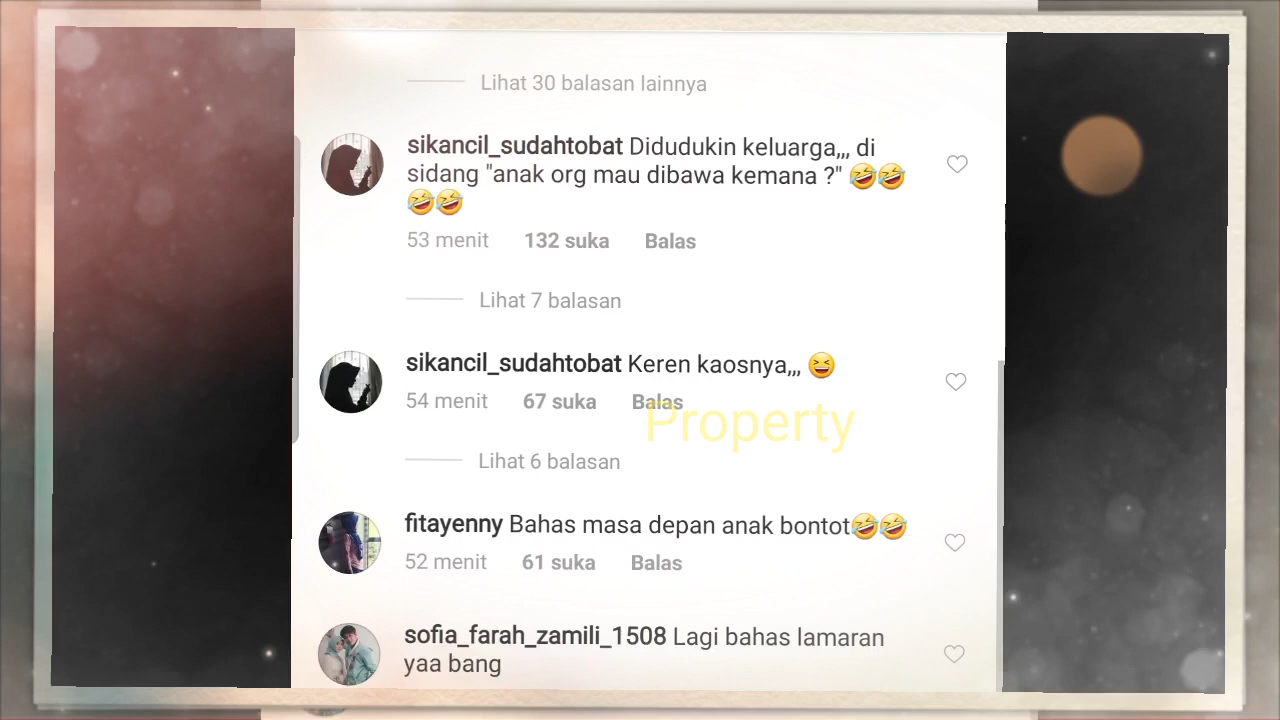 Lihat 30 balasan lainnya
sikancil_sudahtobat Didudukin keluarga,,, di
sidang "anak org mau dibawa kemana ?" 🤣🤣
🤣🤣
53 menit 132 suka Balas
Lihat 7 balasan
sikancil_sudahtobat Keren kaosnya,,, 😆
54 menit 67 suka Balas
Property
Lihat 6 balasan
fitayenny Bahas masa depan anak bontot🤣🤣
52 menit 61 suka Balas
sofia_farah_zamili_1508 Lagi bahas lamaran
yaa bang